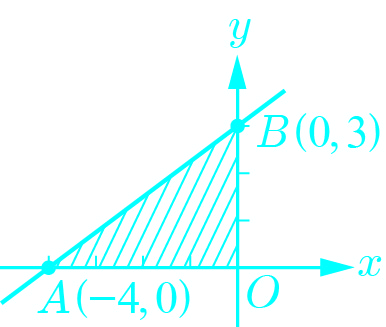 y
B(0, 3)
x
A(−4, 0)
O